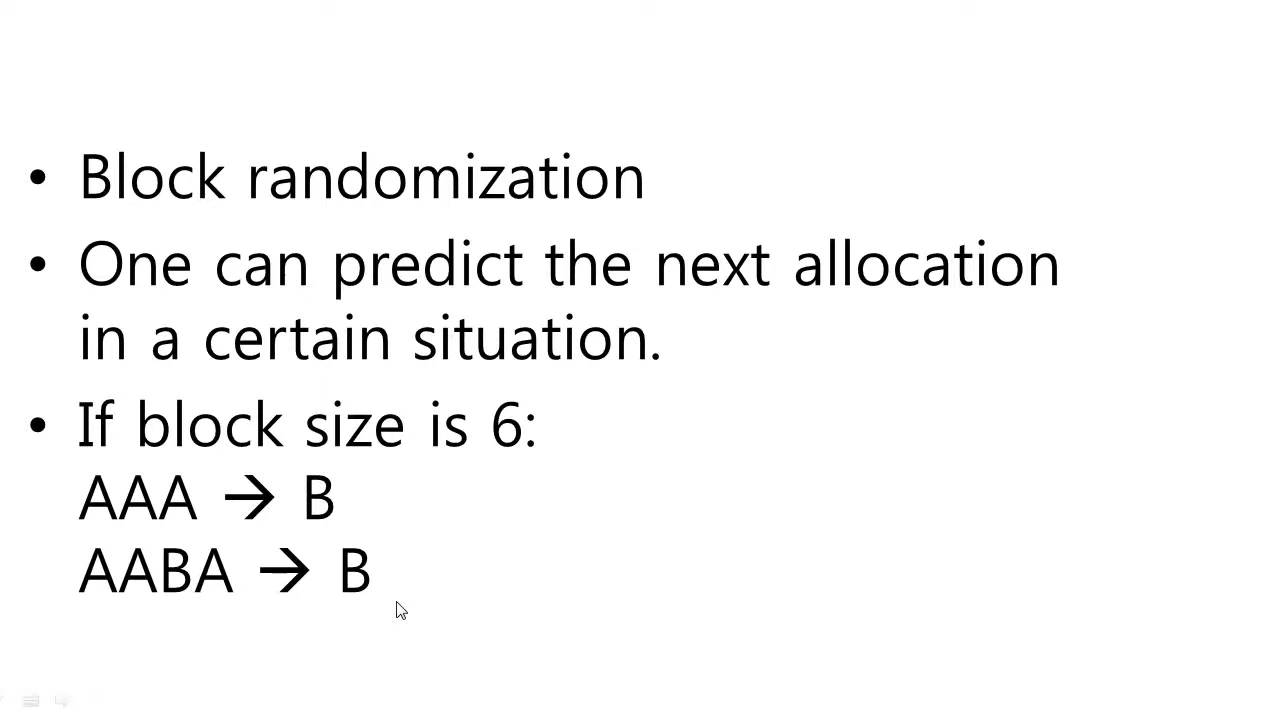 • Block randomization
• One can predict the next allocation
in a certain situation.
• If block size is 6:
AAA → B
AABA → B